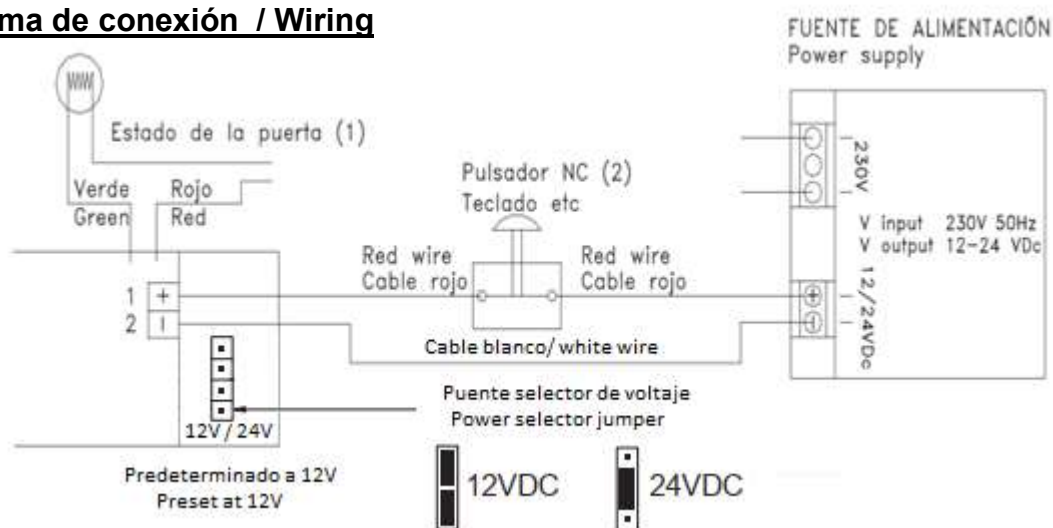 ma de conexión / Wiring
FUENTE DE ALIMENTACIÓN
Power supply
Estado de la puerta (1)
Verde
Green
Rojo
Red
Pulsador NC (2)
Teclado etc
Red wire
Cable rojo
Red wire
Cable rojo
230V
V input 230V 50Hz
V output 12-24 VDc
12/24VDc
1 +
2 -
+
-
Cable blanco/ white wire
Puente selector de voltaje
Power selector jumper
12V / 24V
Predeterminado a 12V
Preset at 12V
12VDC
24VDC